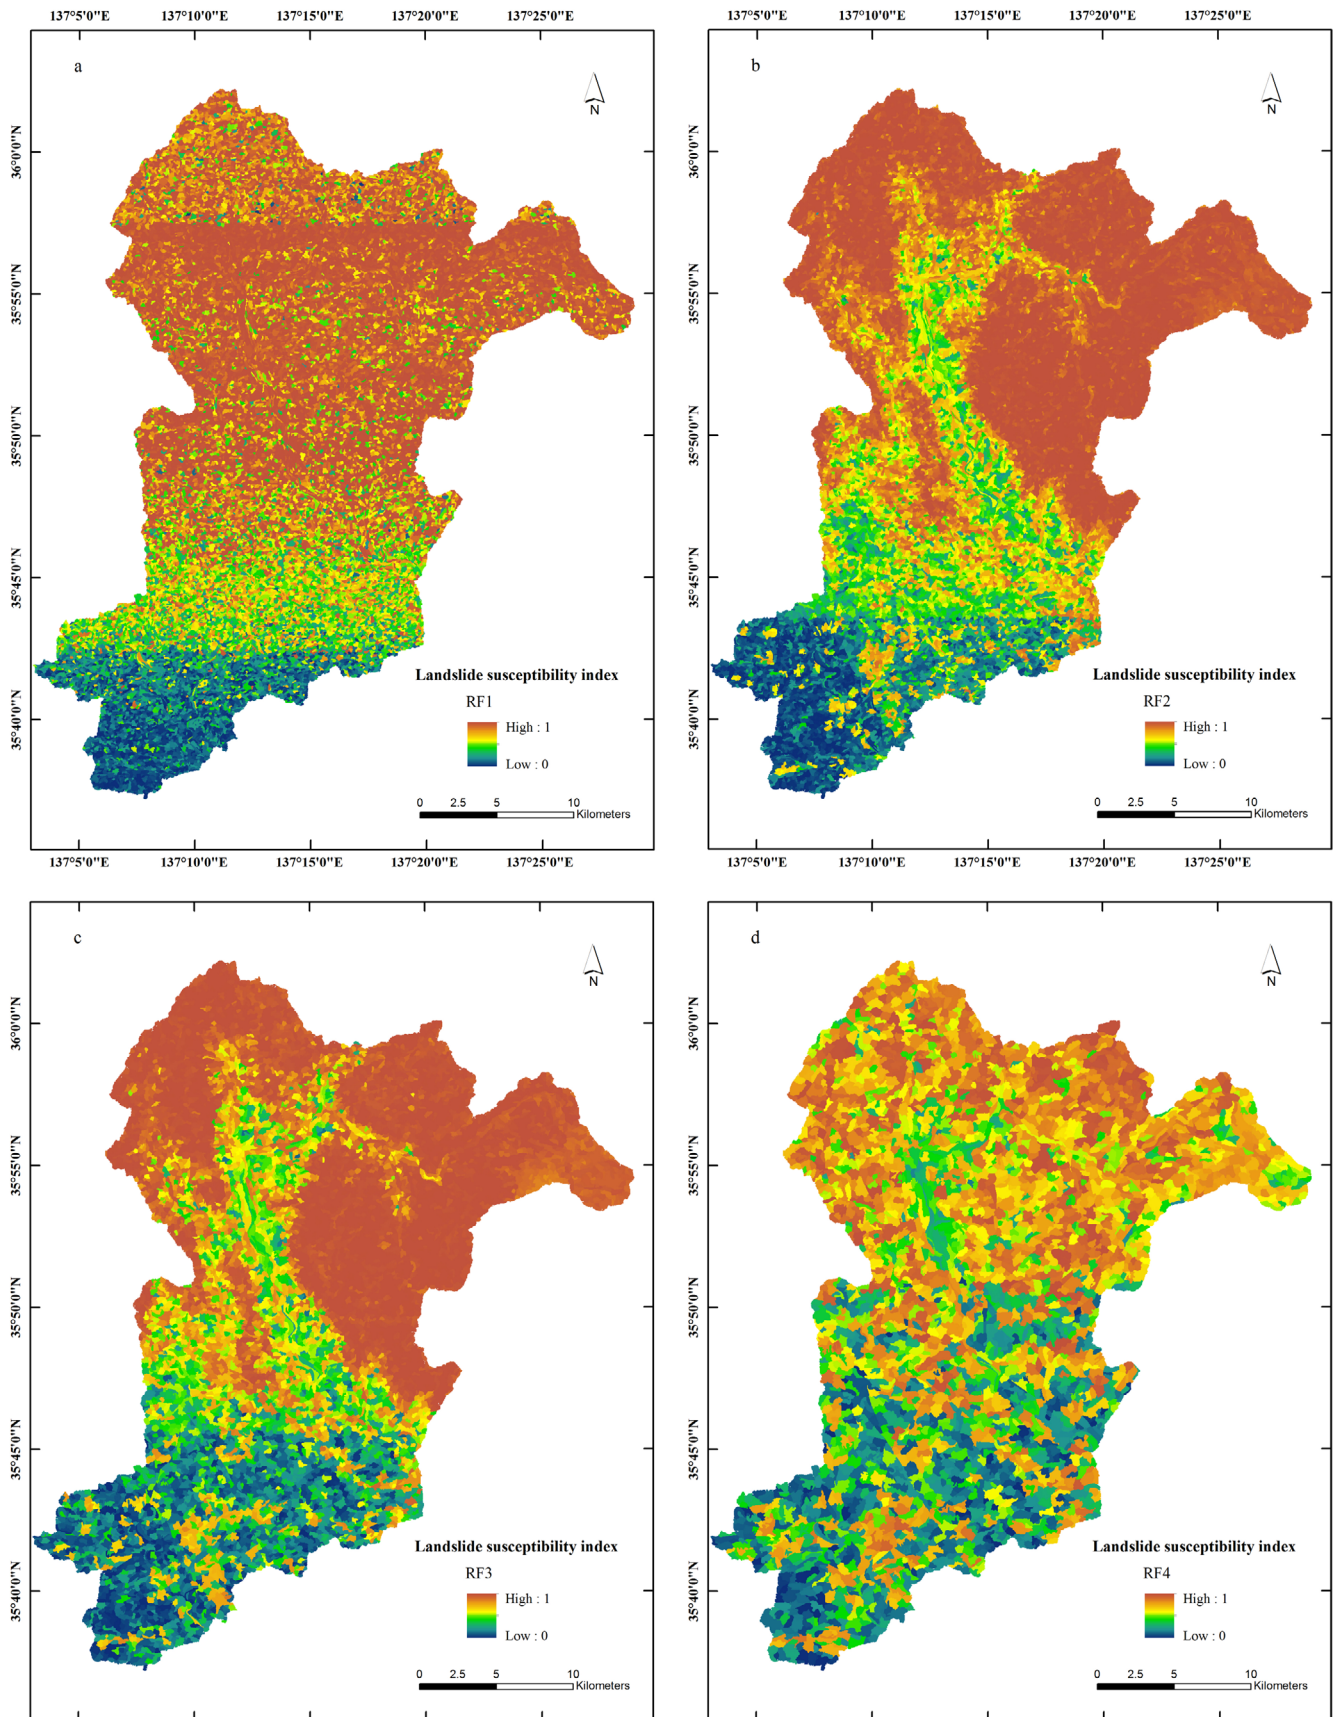 137°5'0"E 137°10'0"E 137°15'0"E 137°20'0"E 137°25'0"E
a
N
36°0'0"N
35°55'0"N
35°50'0"N
35°45'0"N
35°40'0"N
Landslide susceptibility index
RF1
High : 1
Low : 0
0 2.5 5 10
Kilometers
137°5'0"E 137°10'0"E 137°15'0"E 137°20'0"E 137°25'0"E
137°5'0"E 137°10'0"E 137°15'0"E 137°20'0"E 137°25'0"E
b
N
36°0'0"N
35°55'0"N
35°50'0"N
35°45'0"N
35°40'0"N
Landslide susceptibility index
RF2
High : 1
Low : 0
0 2.5 5 10
Kilometers
137°5'0"E 137°10'0"E 137°15'0"E 137°20'0"E 137°25'0"E
c
N
36°0'0"N
35°55'0"N
35°50'0"N
35°45'0"N
35°40'0"N
Landslide susceptibility index
RF3
High : 1
Low : 0
0 2.5 5 10
Kilometers
d
N
36°0'0"N
35°55'0"N
35°50'0"N
35°45'0"N
35°40'0"N
Landslide susceptibility index
RF4
High : 1
Low : 0
0 2.5 5 10
Kilometers